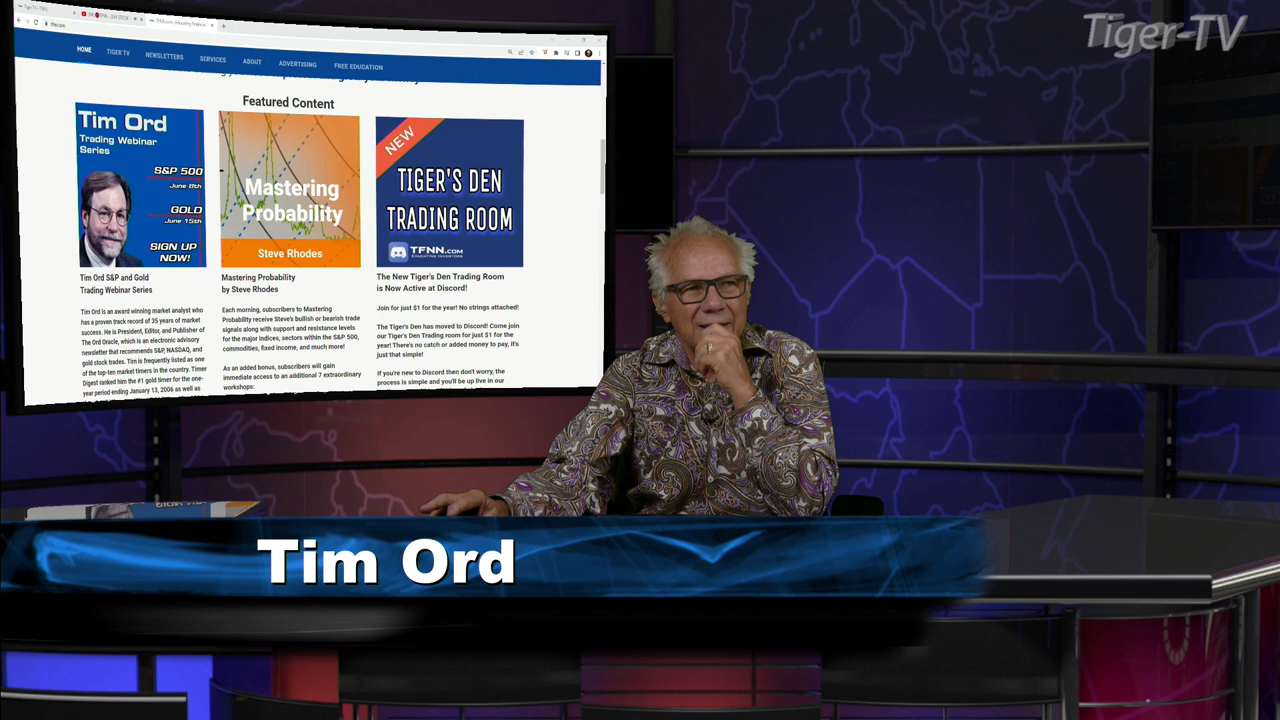 Tiger-TV
tfnn.com
HOME TIGER TV NEWSLETTERS SERVICES ABOUT ADVERTISING FREE EDUCATION
Featured Content
Tim Ord
Trading Webinar
Series
S&P 500
June 8th
GOLD
June 15th
SIGN UP
NOW!
Tim Ord S&P and Gold
Trading Webinar Series
Tim Ord is an award winning market analyst who
has a proven track record of 35 years of market
success. He is President, Editor, and Publisher of
The Ord Oracle, which is an electronic advisory
newsletter that recommends S&P, NASDAQ, and
gold stock trades. Tim is frequently listed as one
of the top-ten market timers in the country. Timer
Digest ranked him the #1 gold timer for the one-
year period ending January 13, 2006 as well as
Mastering
Probability
Steve Rhodes
Mastering Probability
by Steve Rhodes
Each morning, subscribers to Mastering
Probability receive Steve's bullish or bearish trade
signals along with support and resistance levels
for the major indices, sectors within the S&P 500,
commodities, fixed income, and much more!
As an added bonus, subscribers will gain
immediate access to an additional 7 extraordinary
workshops:
NEW
TIGER'S DEN
TRADING ROOM
TFNN.COM
EDUCATING INVESTORS
The New Tiger's Den Trading Room
is Now Active at Discord!
Join for just $1 for the year! No strings attached!
The Tiger's Den has moved to Discord! Come join
our Tiger's Den Trading room for just $1 for the
year! There's no catch or added money to pay, it's
just that simple!
If you're new to Discord then don't worry, the
process is simple and you'll be up live in our
Tim Ord